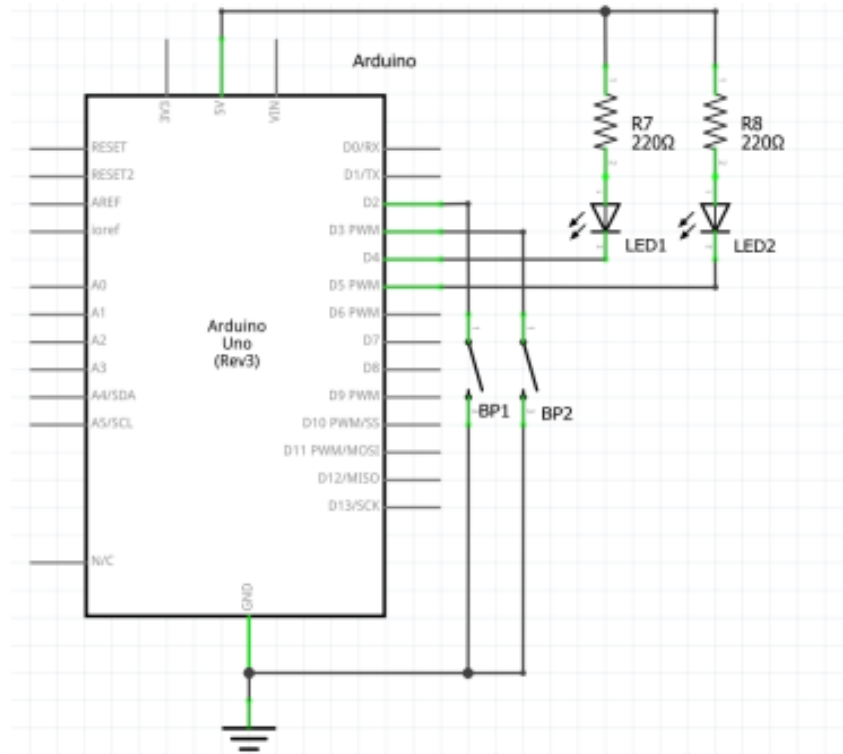 Arduino
3V3
5V
VIN
RESET
RESET2
AREF
ioref
A0
A1
A2
A3
A4/SDA
A5/SCL
N/C
Arduino
Uno
(Rev3)
D0/RX
D1/TX
D2
D3 PWM
D4
D5 PWM
D6 PWM
D7
D8
D9 PWM
D10 PWM/SS
D11 PWM/MOSI
D12/MISO
D13/SCK
GND
R7
220Ω
R8
220Ω
LED1
LED2
BP1
BP2